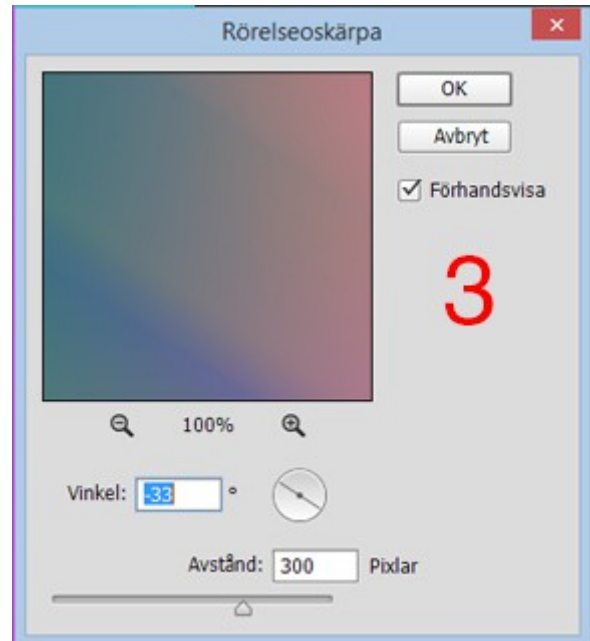 Rörelseoskärpa
OK
Avbryt
Förhandsvisa
3
100%
Vinkel: -33 °
Avstånd: 300 Pixlar